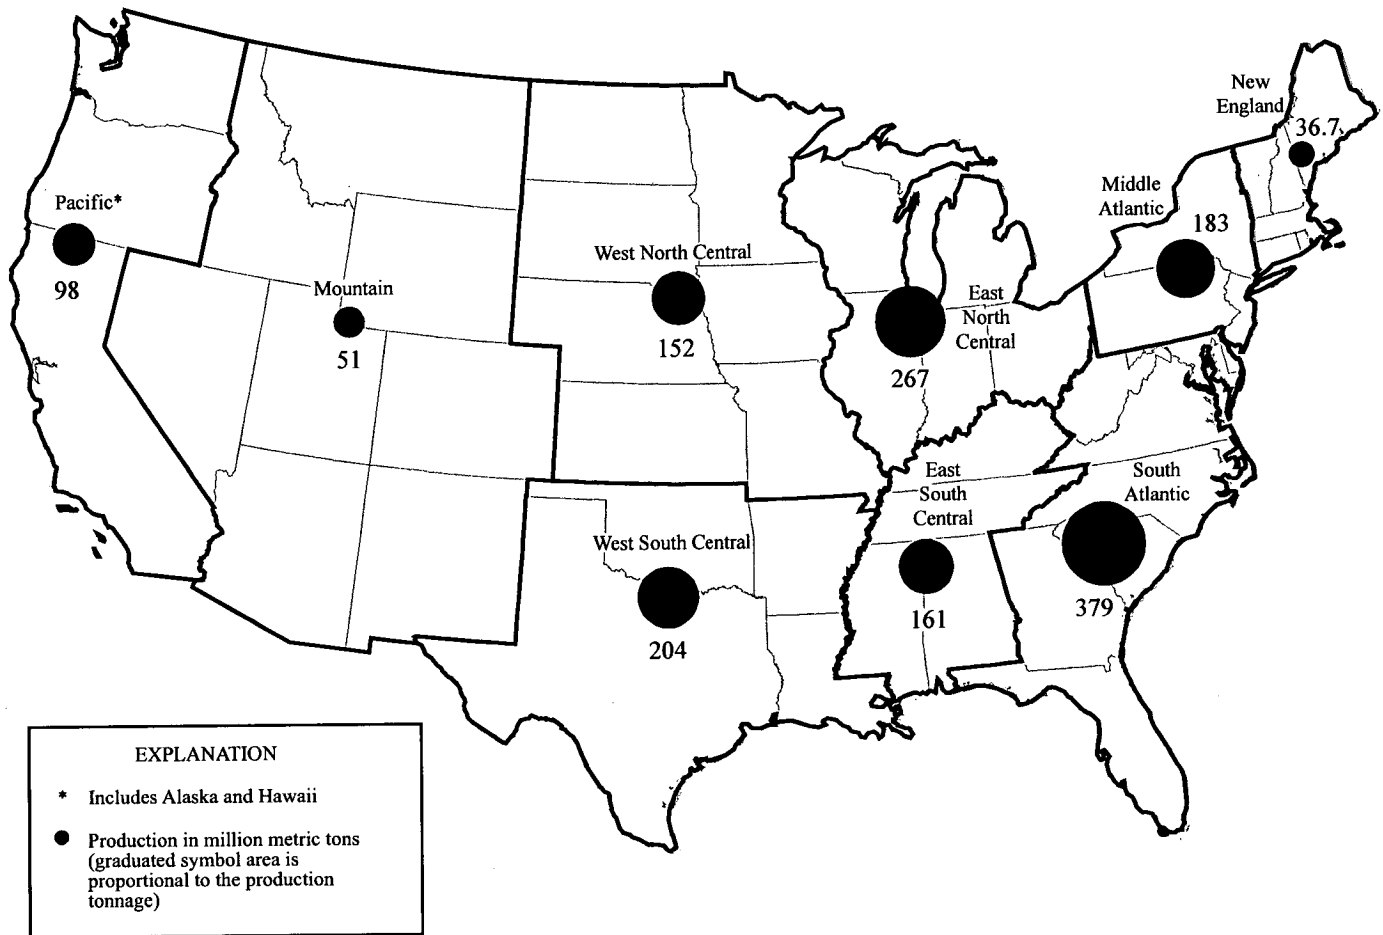 New
England
36.7
Middle
Atlantic
183
Pacific*
98
West North Central
152
Mountain
51
East
North
Central
267
East
South
Central
161
South
Atlantic
379
West South Central
204
EXPLANATION
* Includes Alaska and Hawaii
Production in million metric tons
(graduated symbol area is
proportional to the production
tonnage)